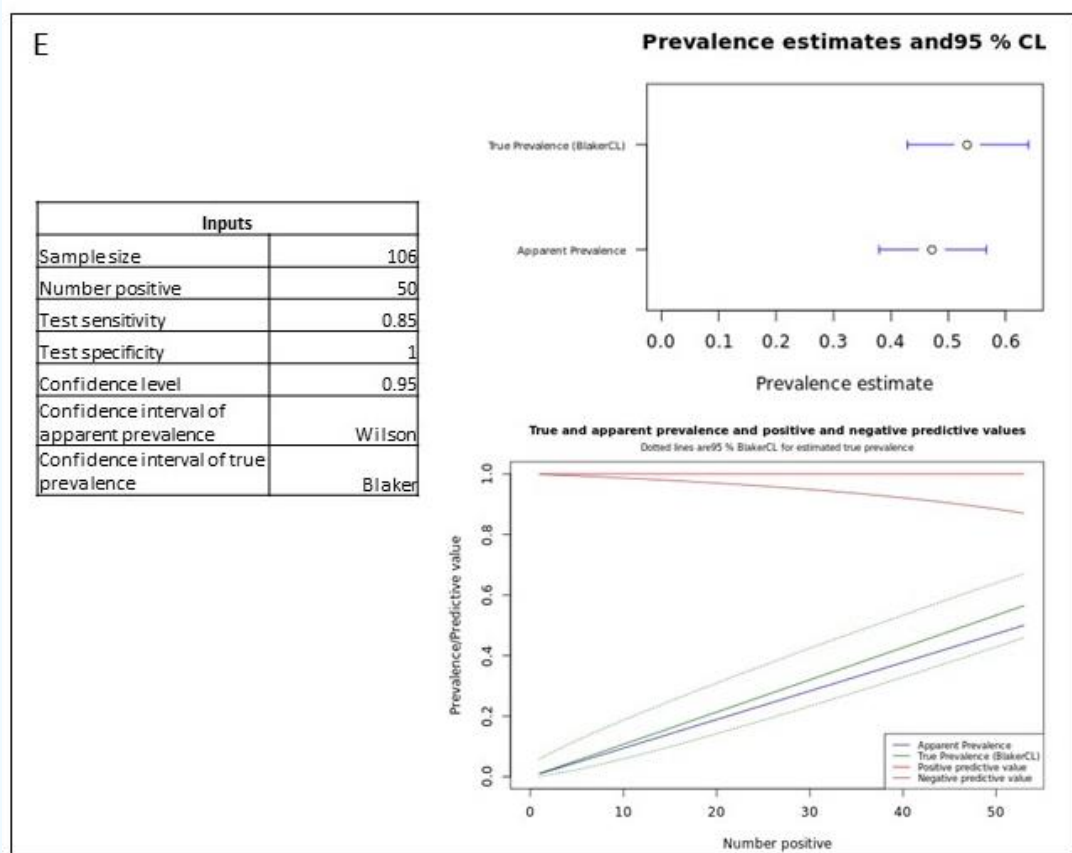 E
Inputs
Sample size 106
Number positive 50
Test sensitivity 0.85
Test specificity 1
Confidence level 0.95
Confidence interval of
apparent prevalence Wilson
Confidence interval of true
prevalence Blaker
Prevalence estimates and95 % CL
True Prevalence (BlakerCL)
Apparent Prevalence
0.0 0.1 0.2 0.3 0.4 0.5 0.6
Prevalence estimate
True and apparent prevalence and positive and negative predictive values
Dotted lines are95 % BlakerCL for estimated true prevalence
Prevalence/Predictive value
1.0
0.8
0.6
0.4
0.2
0.0
Apparent Prevalence
True Prevalence (BlakerCL)
Positive predictive value
Negative predictive value
0 10 20 30 40 50
Number positive